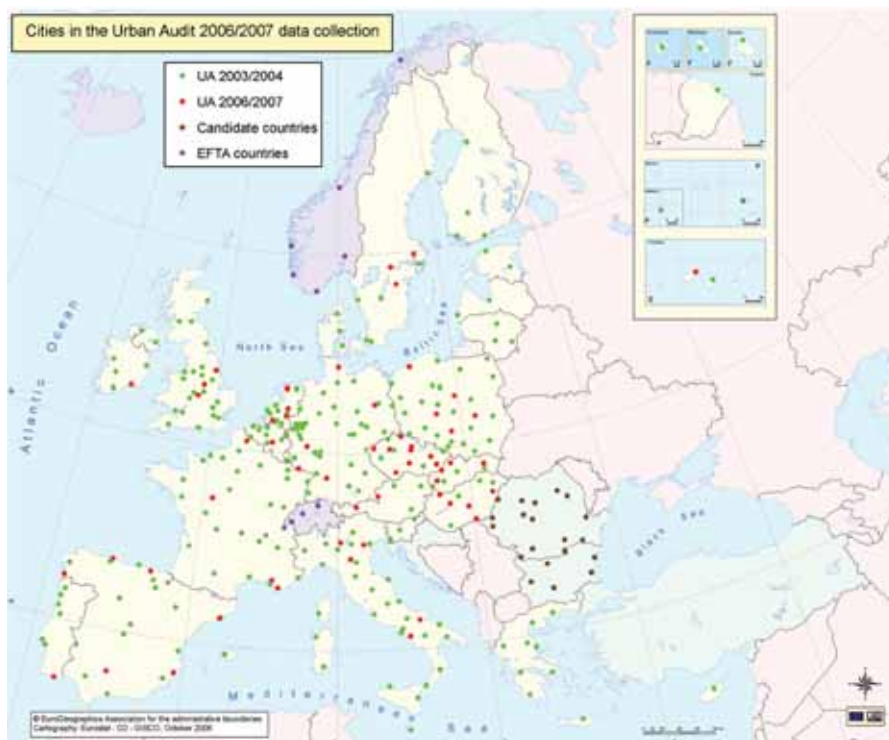 Cities in the Urban Audit 2006/2007 data collection
UA 2003/2004
UA 2006/2007
Candidate countries
EFTA countries
Atlantic Ocean
North Sea
Baltic Sea
Black Sea
Mediterranean Sea
© EuroGeographics Association for the administrative boundaries
Cartography: Eurostat - GD - GISCO, October 2006